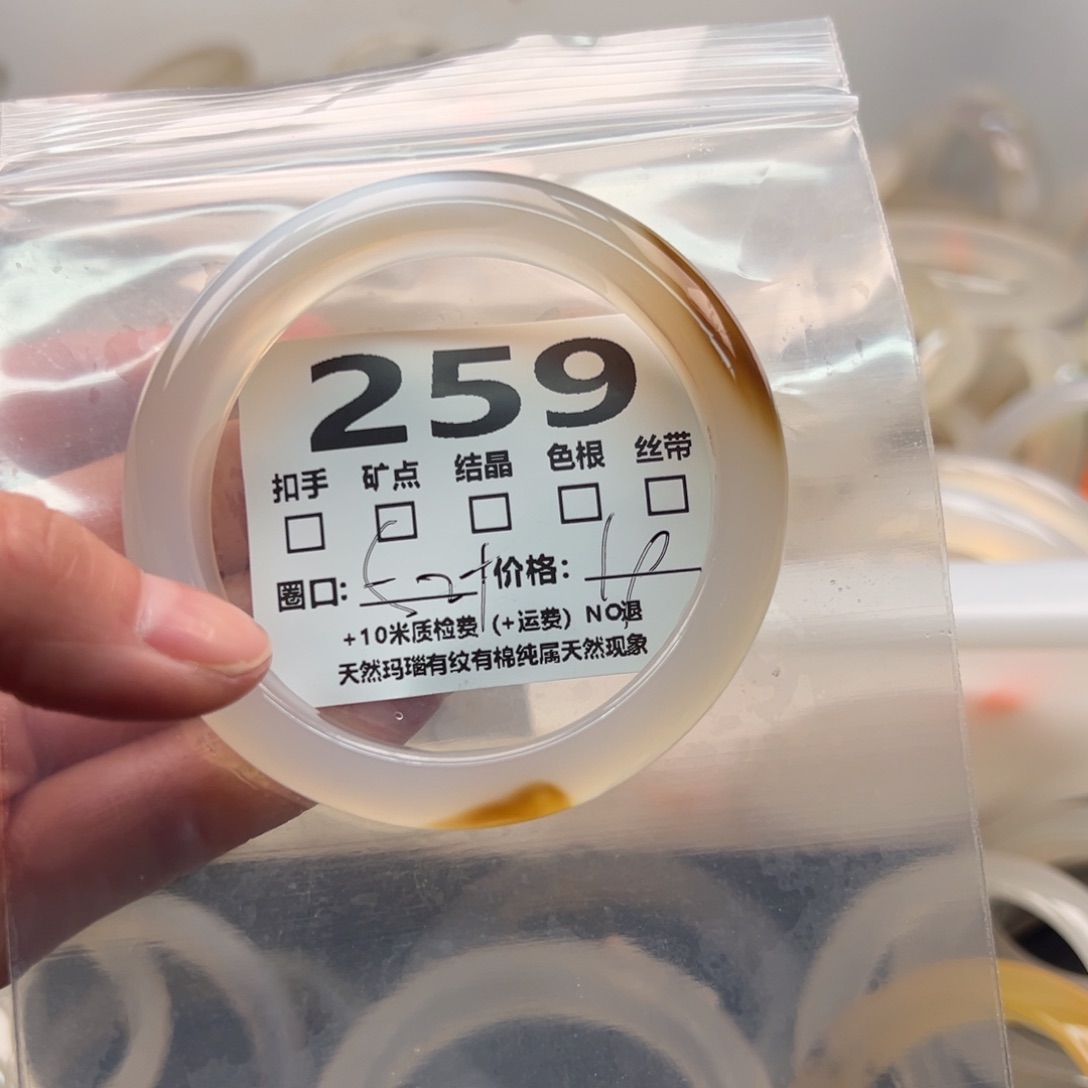 259
扣手 矿点 结晶 色根 丝带
圈口: 价格:
+10米质检费 (+运费) NO退
天然玛瑙有纹有棉纯属天然现象